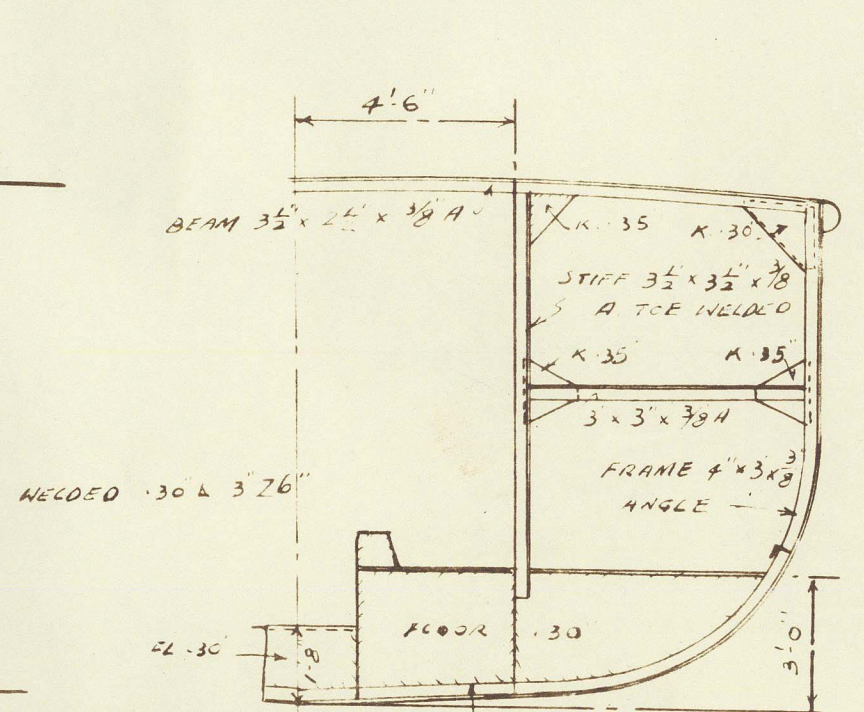 4'-6"
BEAM 3½" x 2½" x 3/8 A
K .35
K .30
STIFF 3½" x 3½" x 3/8
A. TOE WELDED
K .35
K .35
3" x 3" x 3/8 A
FRAME 4" x 3" x 3/8
ANGLE
WELDED .30
FLOOR .30
FL .30
1-8
3'-0"